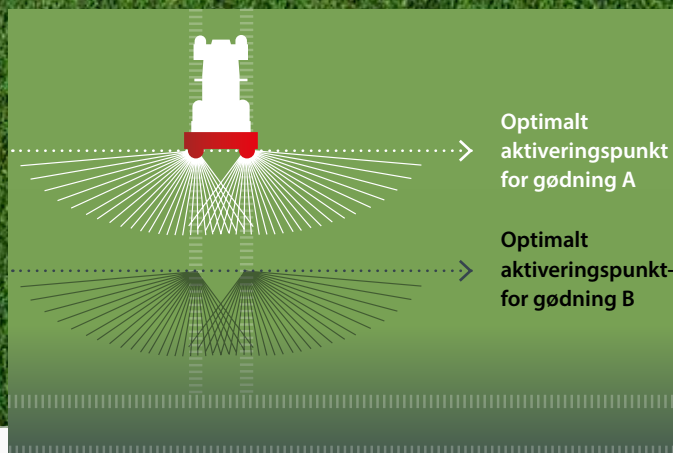 Optimalt
aktiveringspunkt
for gødning A
Optimalt
aktiveringspunkt-
for gødning B